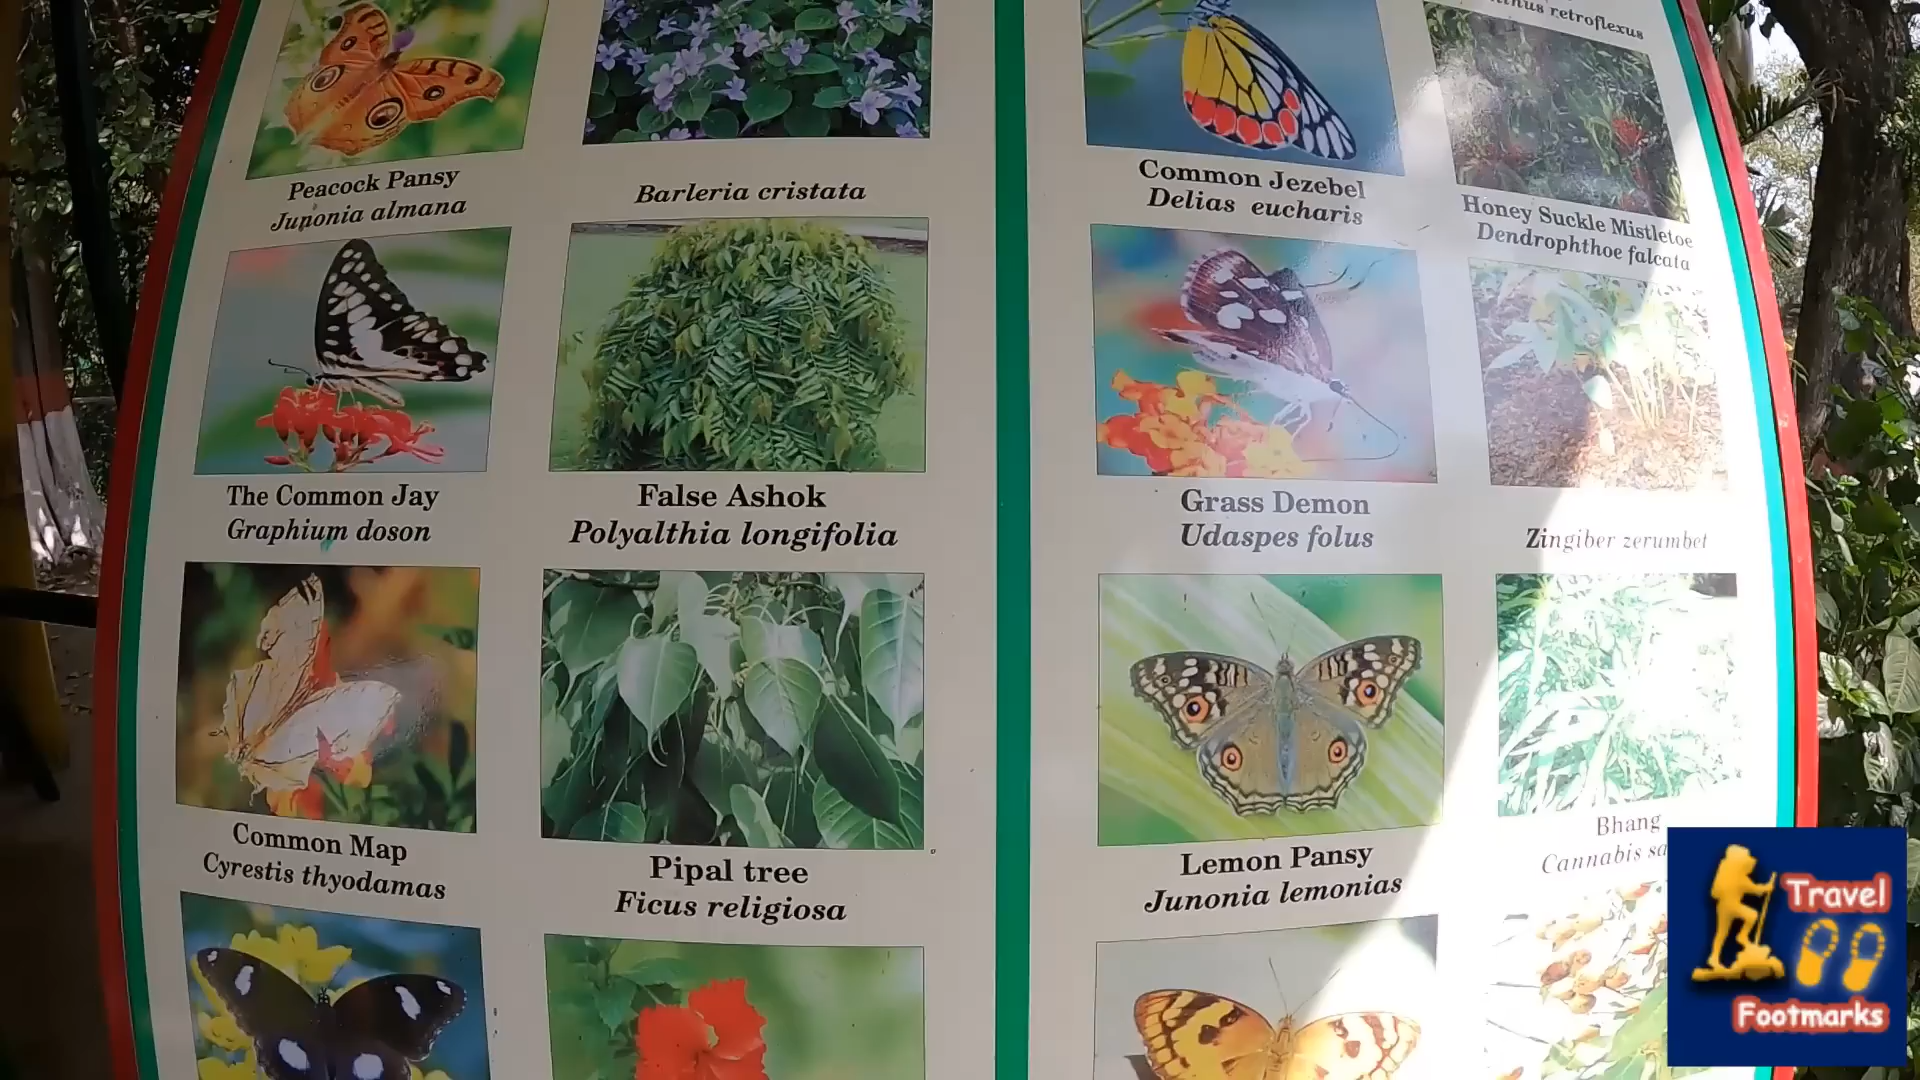 Peacock Pansy
Junonia almana
Barleria cristata
Common Jezebel
Delias eucharis
retroflexus
Honey Suckle Mistletoe
Dendrophthoe falcata
The Common Jay
Graphium doson
False Ashok
Polyalthia longifolia
Grass Demon
Udaspes folus
Zingiber zerumbet
Common Map
Cyrestis thyodamas
Pipal tree
Ficus religiosa
Lemon Pansy
Junonia lemonias
Bhang
Cannabis
Travel
Footmarks